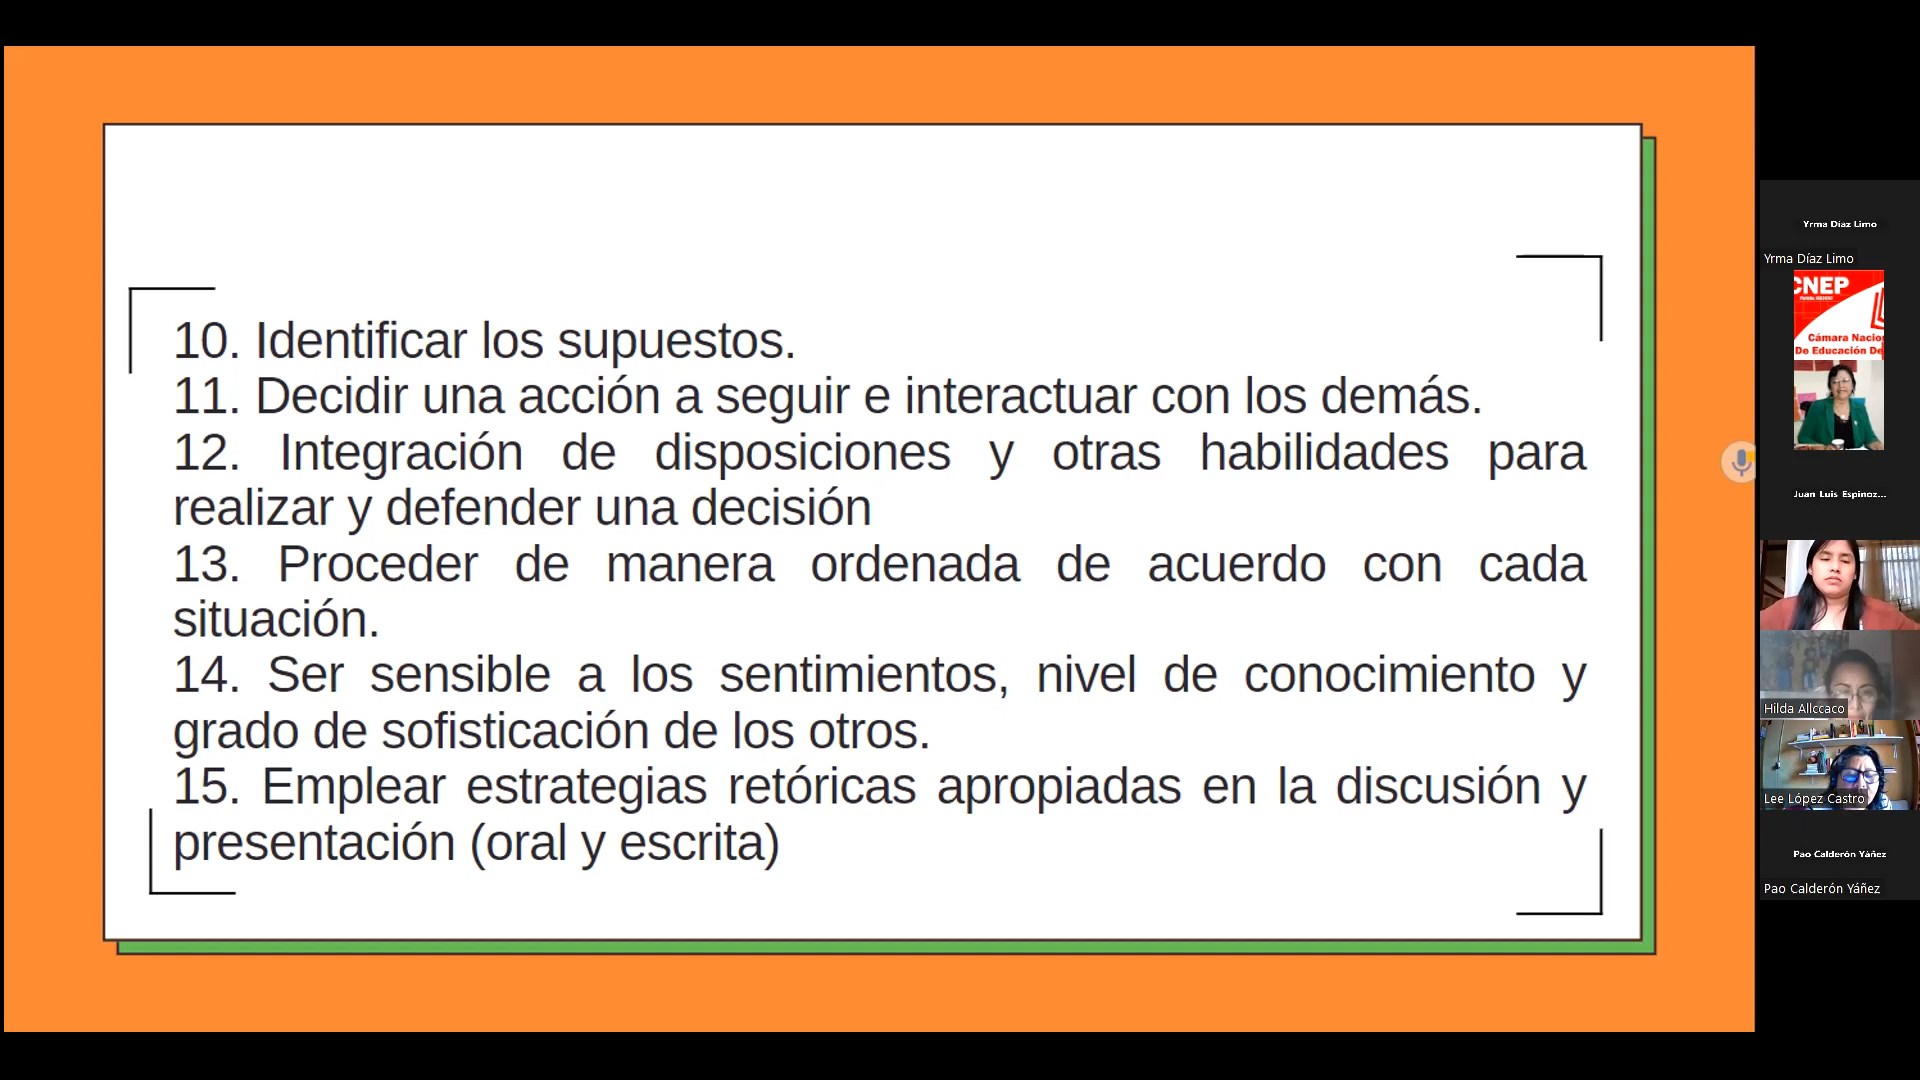 10. Identificar los supuestos.
11. Decidir una acción a seguir e interactuar con los demás.
12. Integración de disposiciones y otras habilidades para
realizar y defender una decisión
13. Proceder de manera ordenada de acuerdo con cada
situación.
14. Ser sensible a los sentimientos, nivel de conocimiento y
grado de sofisticación de los otros.
15. Emplear estrategias retóricas apropiadas en la discusión y
presentación (oral y escrita)
Yrma Díaz Limo
Yrma Díaz Limo
CNEP
Cámara Nacio
De Educación De
Juan Luis Espinoz...
Hilda Allccaco
Lee López Castro
Pao Calderón Yáñez
Pao Calderón Yáñez